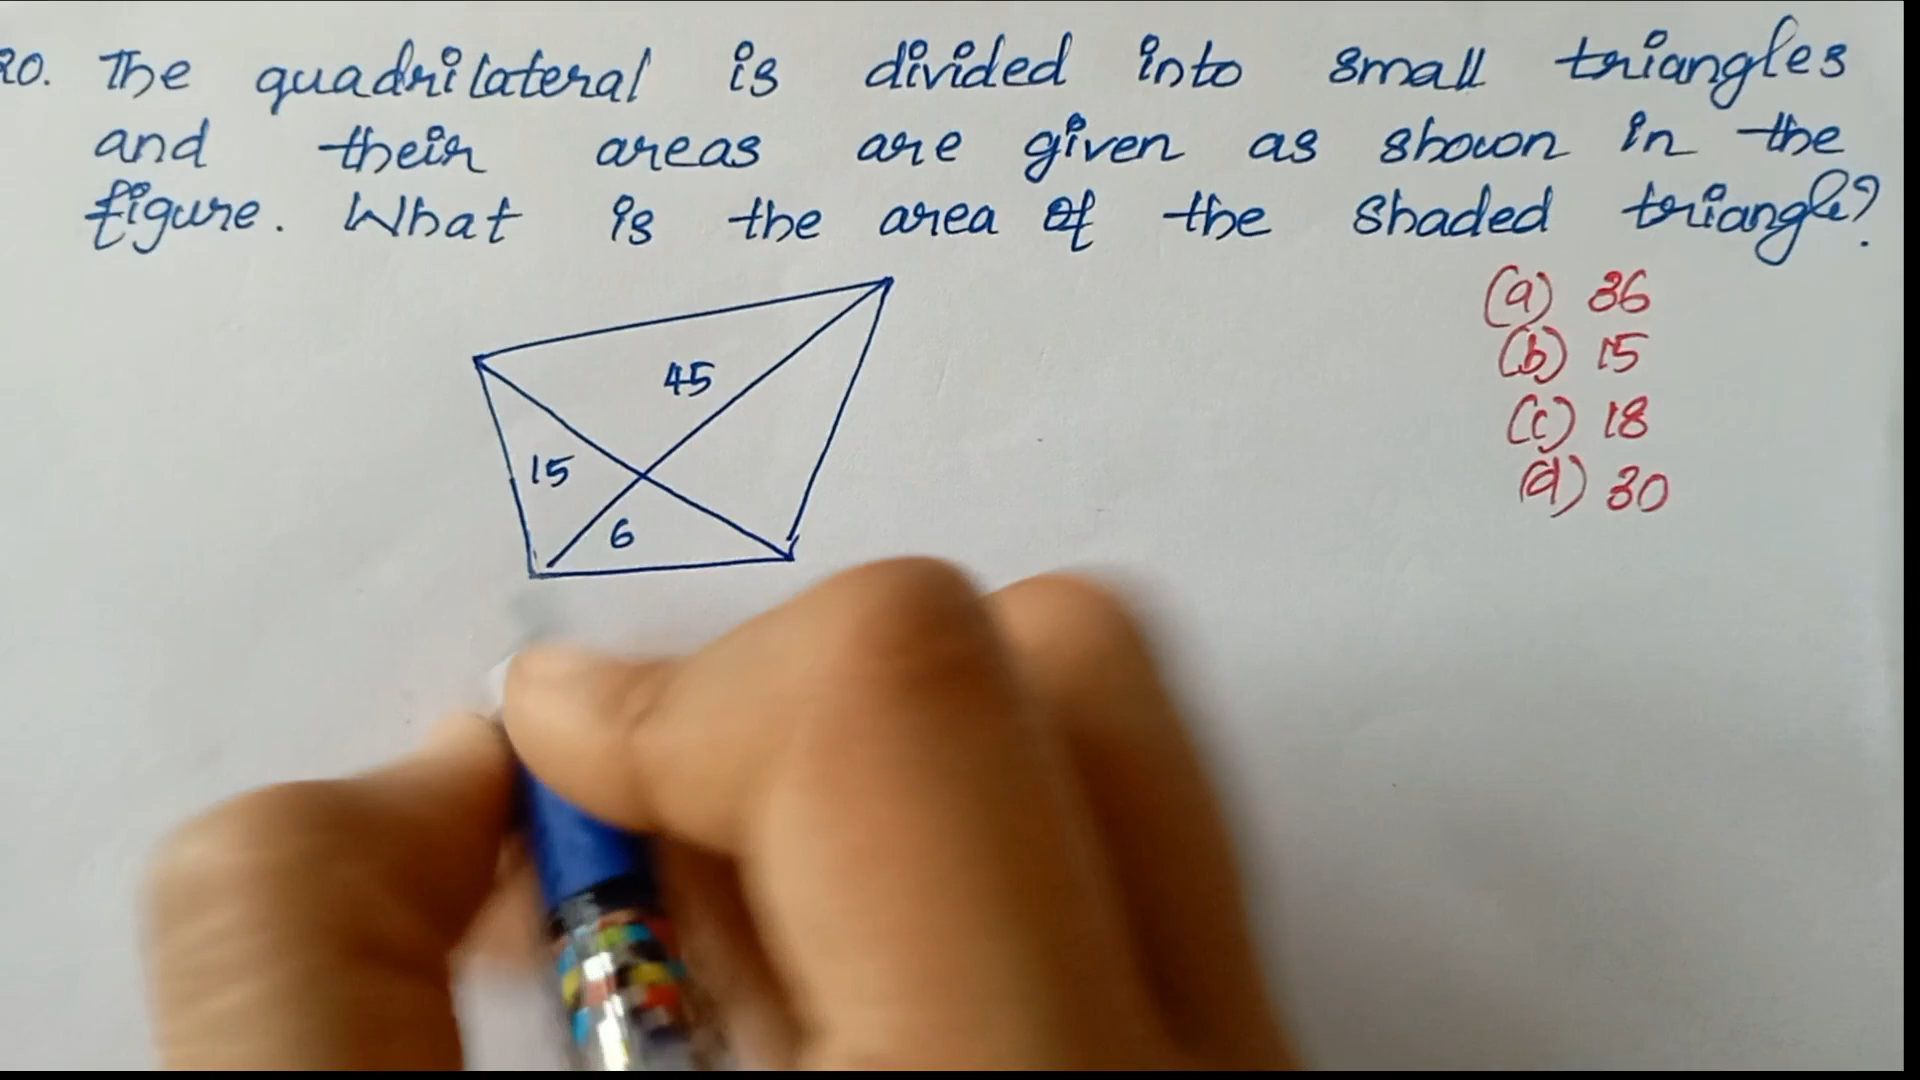 20. The quadrilateral is divided into small triangles
and their areas are given as shown in the
figure. What is the area of the shaded triangle?
(a) 36
(b) 15
(c) 18
(d) 30
45
15
6